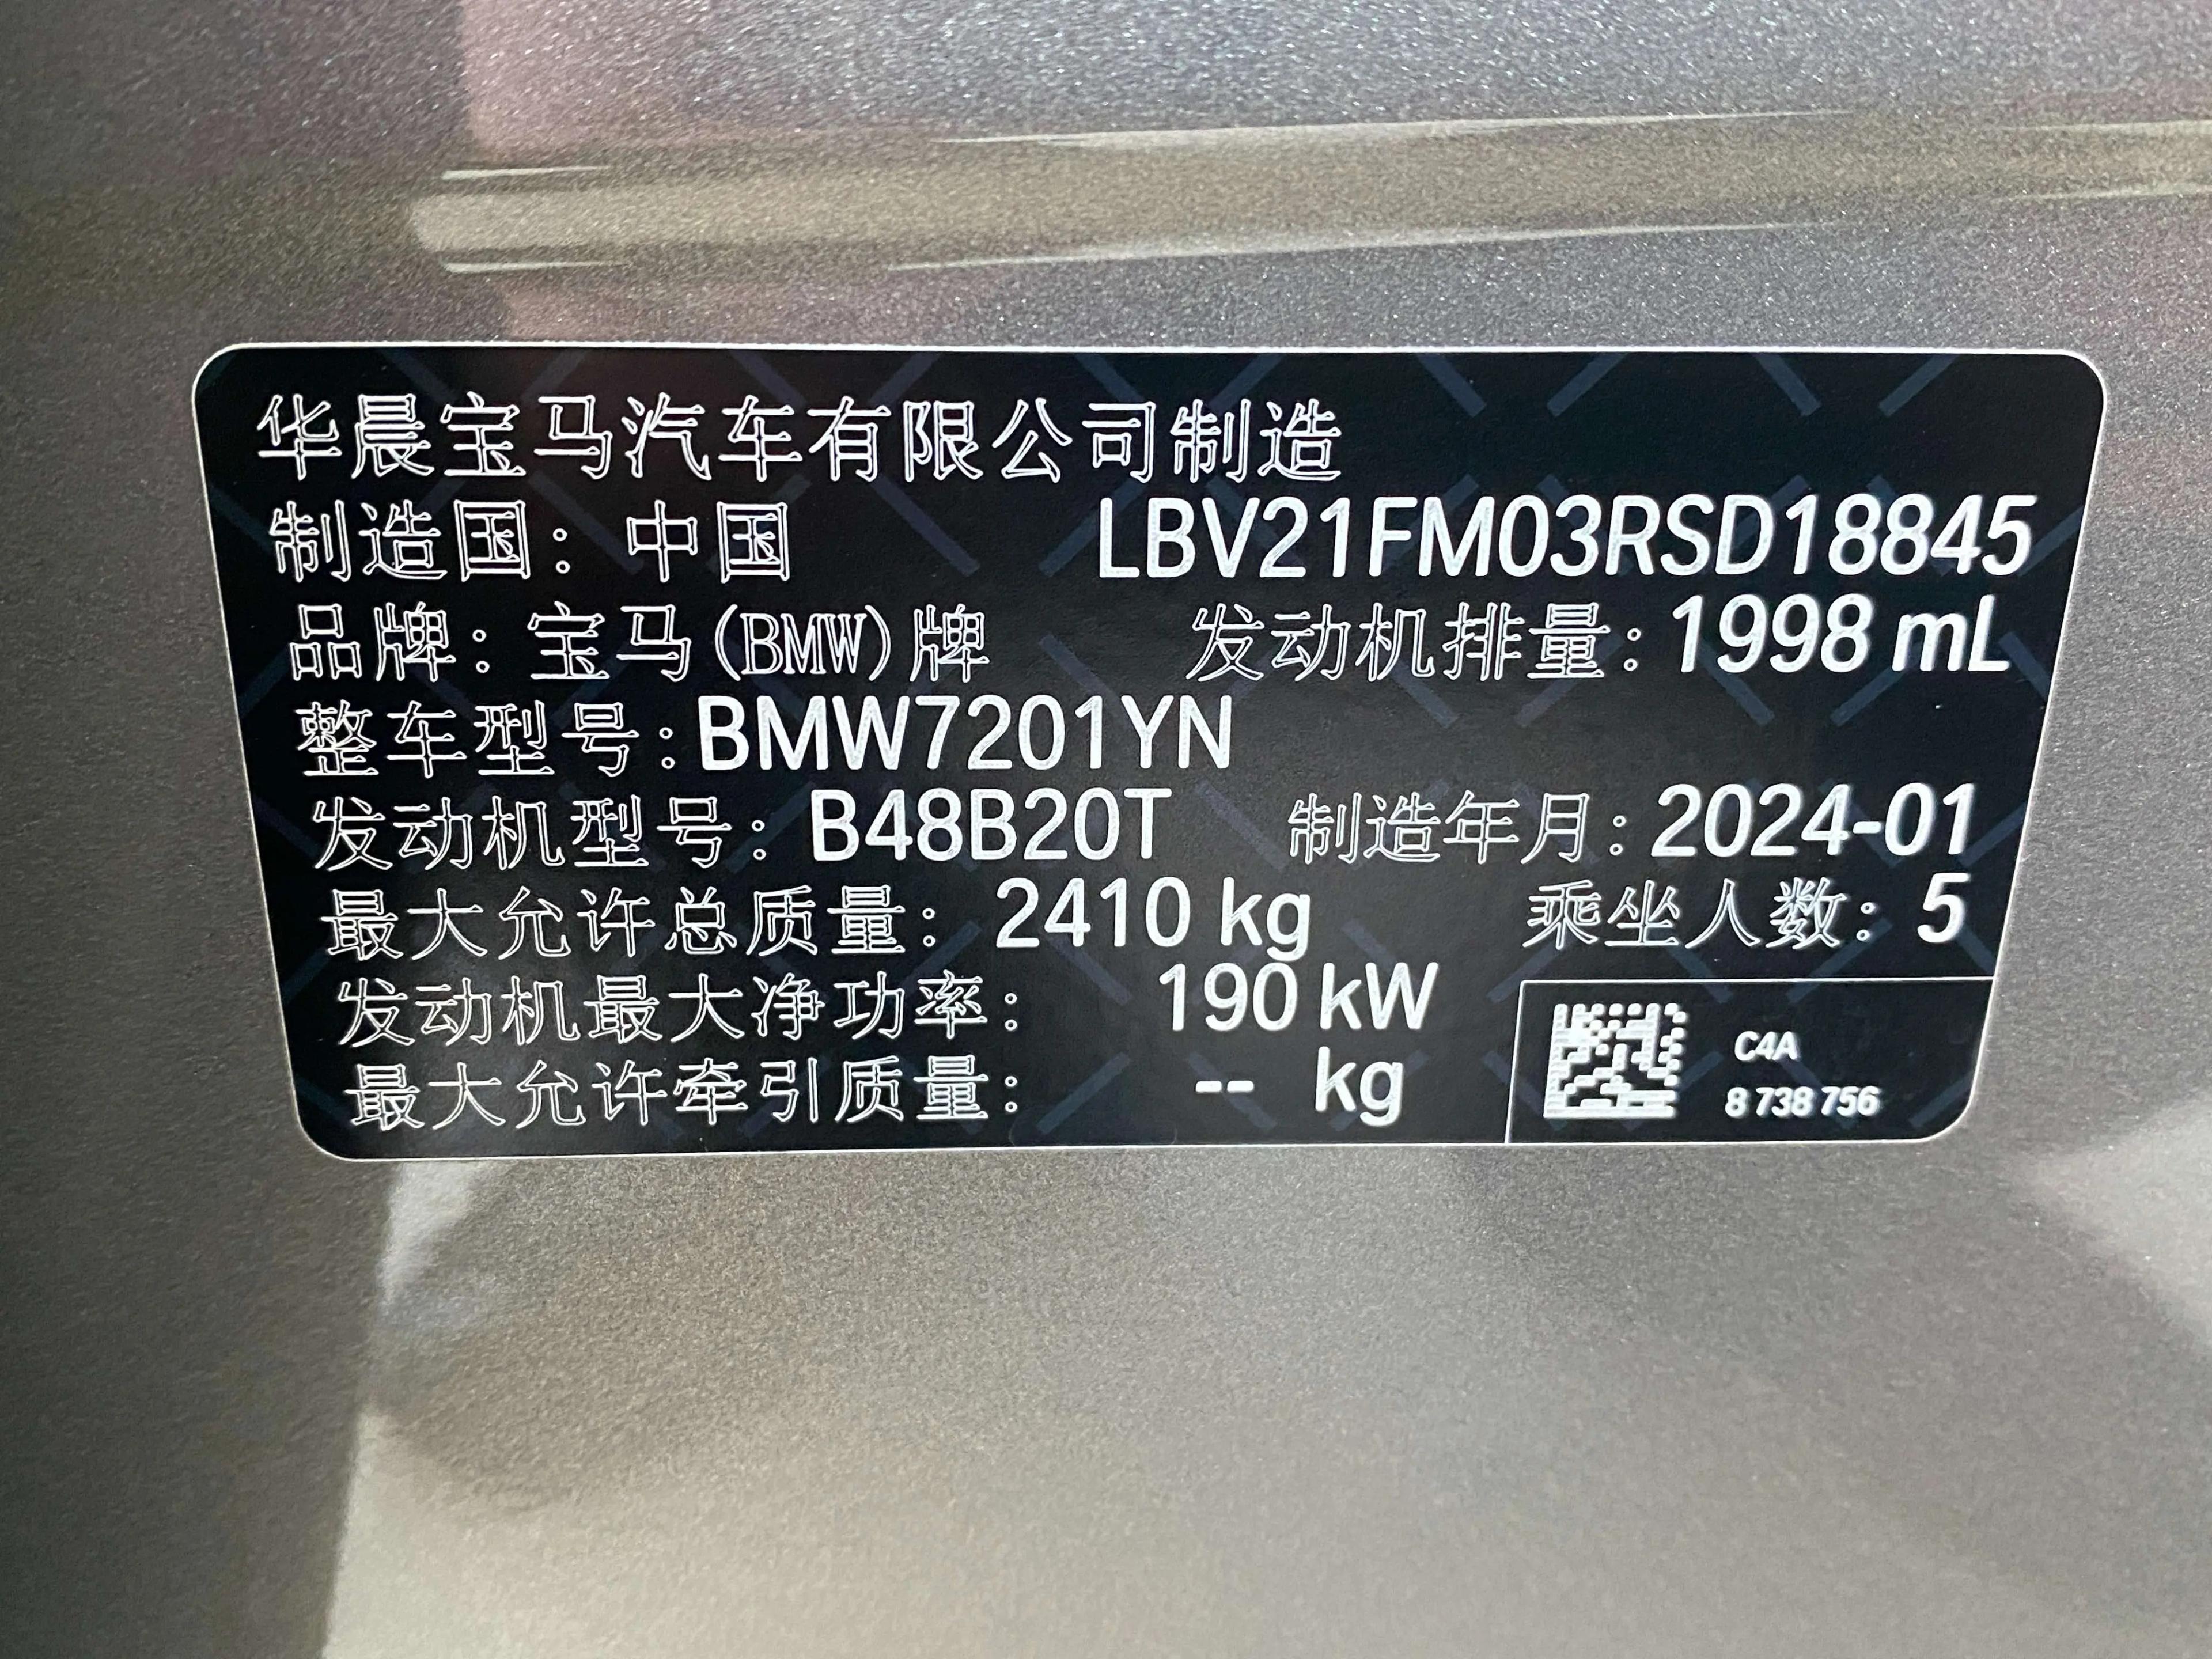 华晨宝马汽车有限公司制造
制造国：中国 LBV21FM03RSD18845
品牌：宝马(BMW)牌 发动机排量：1998 mL
整车型号：BMW7201YN
发动机型号：B48B20T 制造年月：2024-01
最大允许总质量：2410 kg 乘坐人数：5
发动机最大净功率：190 kW
最大允许牵引质量：-- kg
C4A
8 738 756